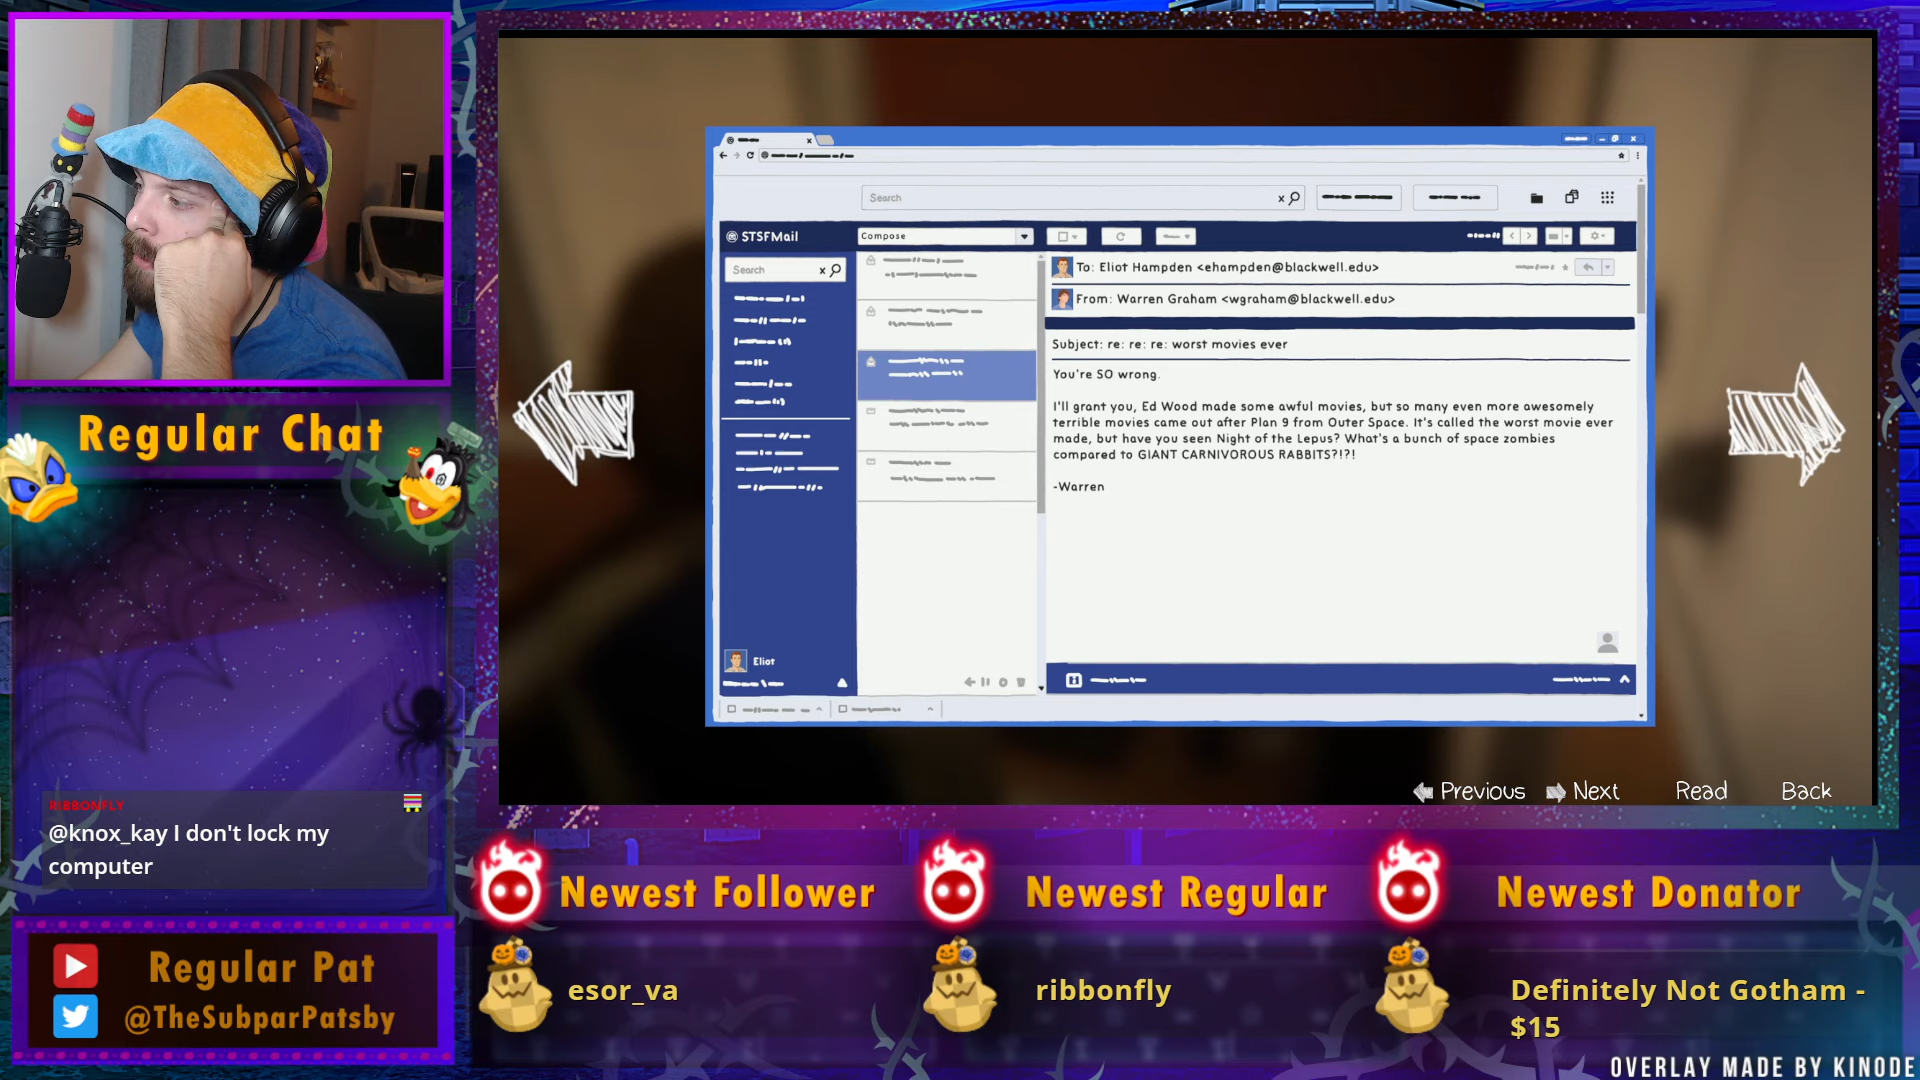 Regular Chat
RIBBONFLY
@knox_kay I don't lock my
computer
Regular Pat
@TheSubparPatsby
Search
x
STSFMail
Compose
Search
x
To: Eliot Hampden <ehampden@blackwell.edu>
From: Warren Graham <wgraham@blackwell.edu>
Subject: re: re: re: worst movies ever
You're SO wrong.
I'll grant you, Ed Wood made some awful movies, but so many even more awesomely
terrible movies came out after Plan 9 from Outer Space. It's called the worst movie ever
made, but have you seen Night of the Lepus? What's a bunch of space zombies
compared to GIANT CARNIVOROUS RABBITS?!?!
-Warren
Eliot
Previous Next Read Back
Newest Follower
esor_va
Newest Regular
ribbonfly
Newest Donator
Definitely Not Gotham -
$15
OVERLAY MADE BY KINODE